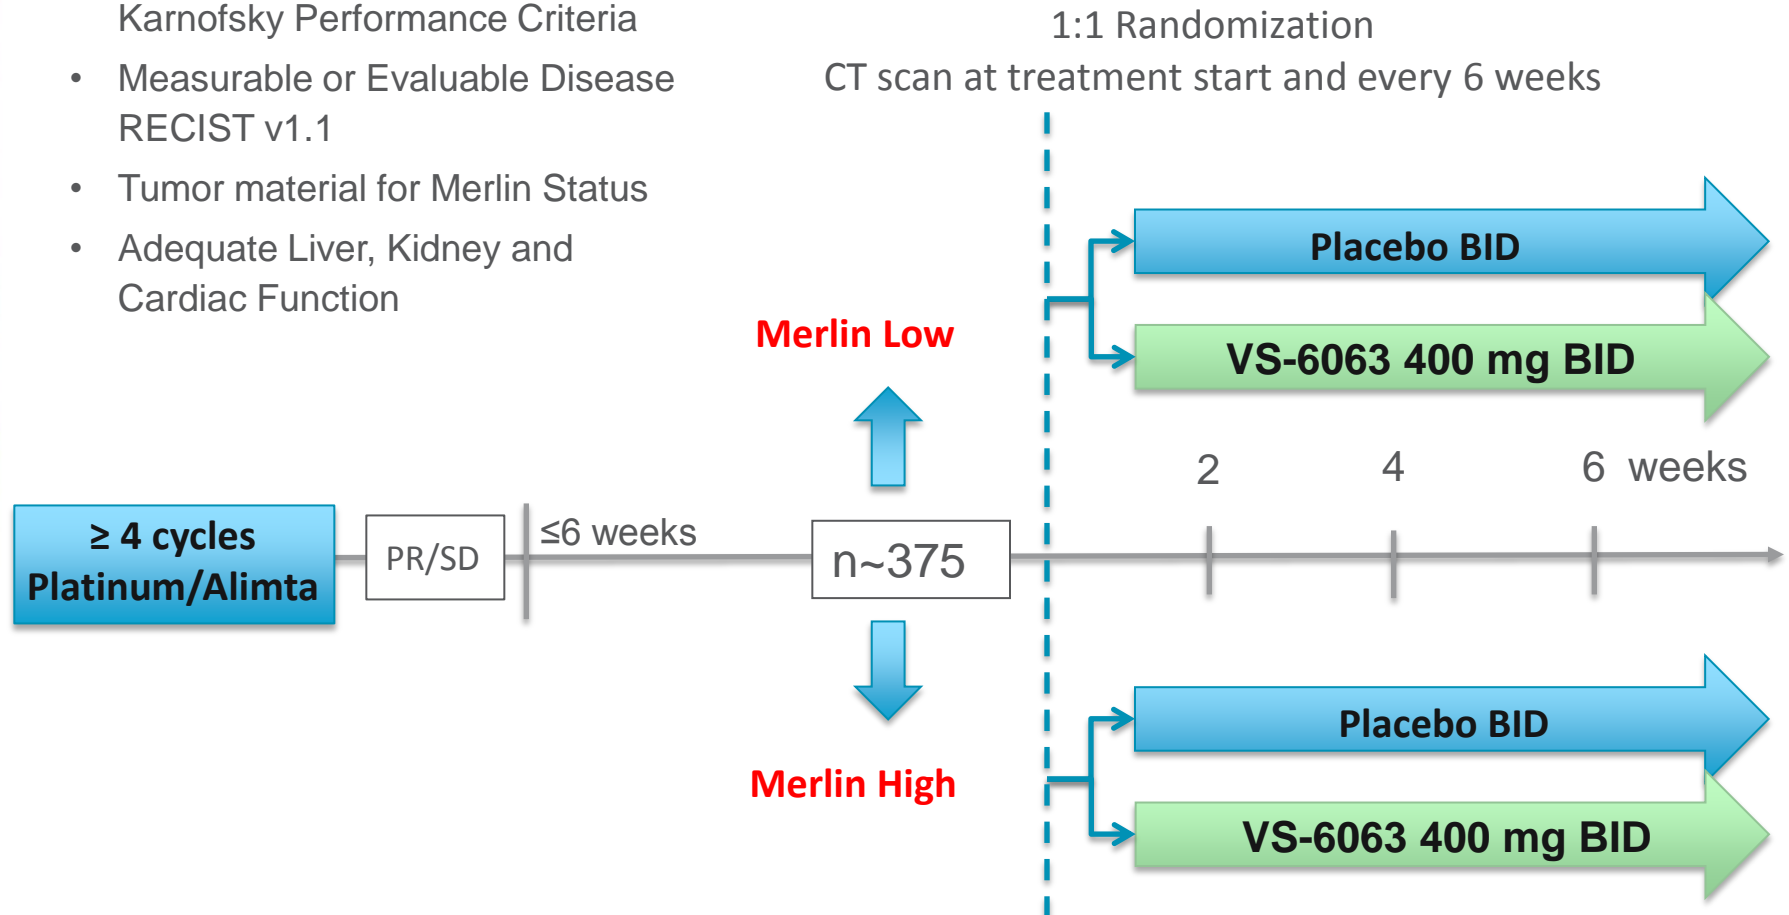 Karnofsky Performance Criteria
• Measurable or Evaluable Disease
RECIST v1.1
• Tumor material for Merlin Status
• Adequate Liver, Kidney and
Cardiac Function
1:1 Randomization
CT scan at treatment start and every 6 weeks
Placebo BID
Merlin Low
VS-6063 400 mg BID
2 4 6 weeks
≥ 4 cycles
Platinum/Alimta
PR/SD
≤6 weeks
n~375
Placebo BID
Merlin High
VS-6063 400 mg BID